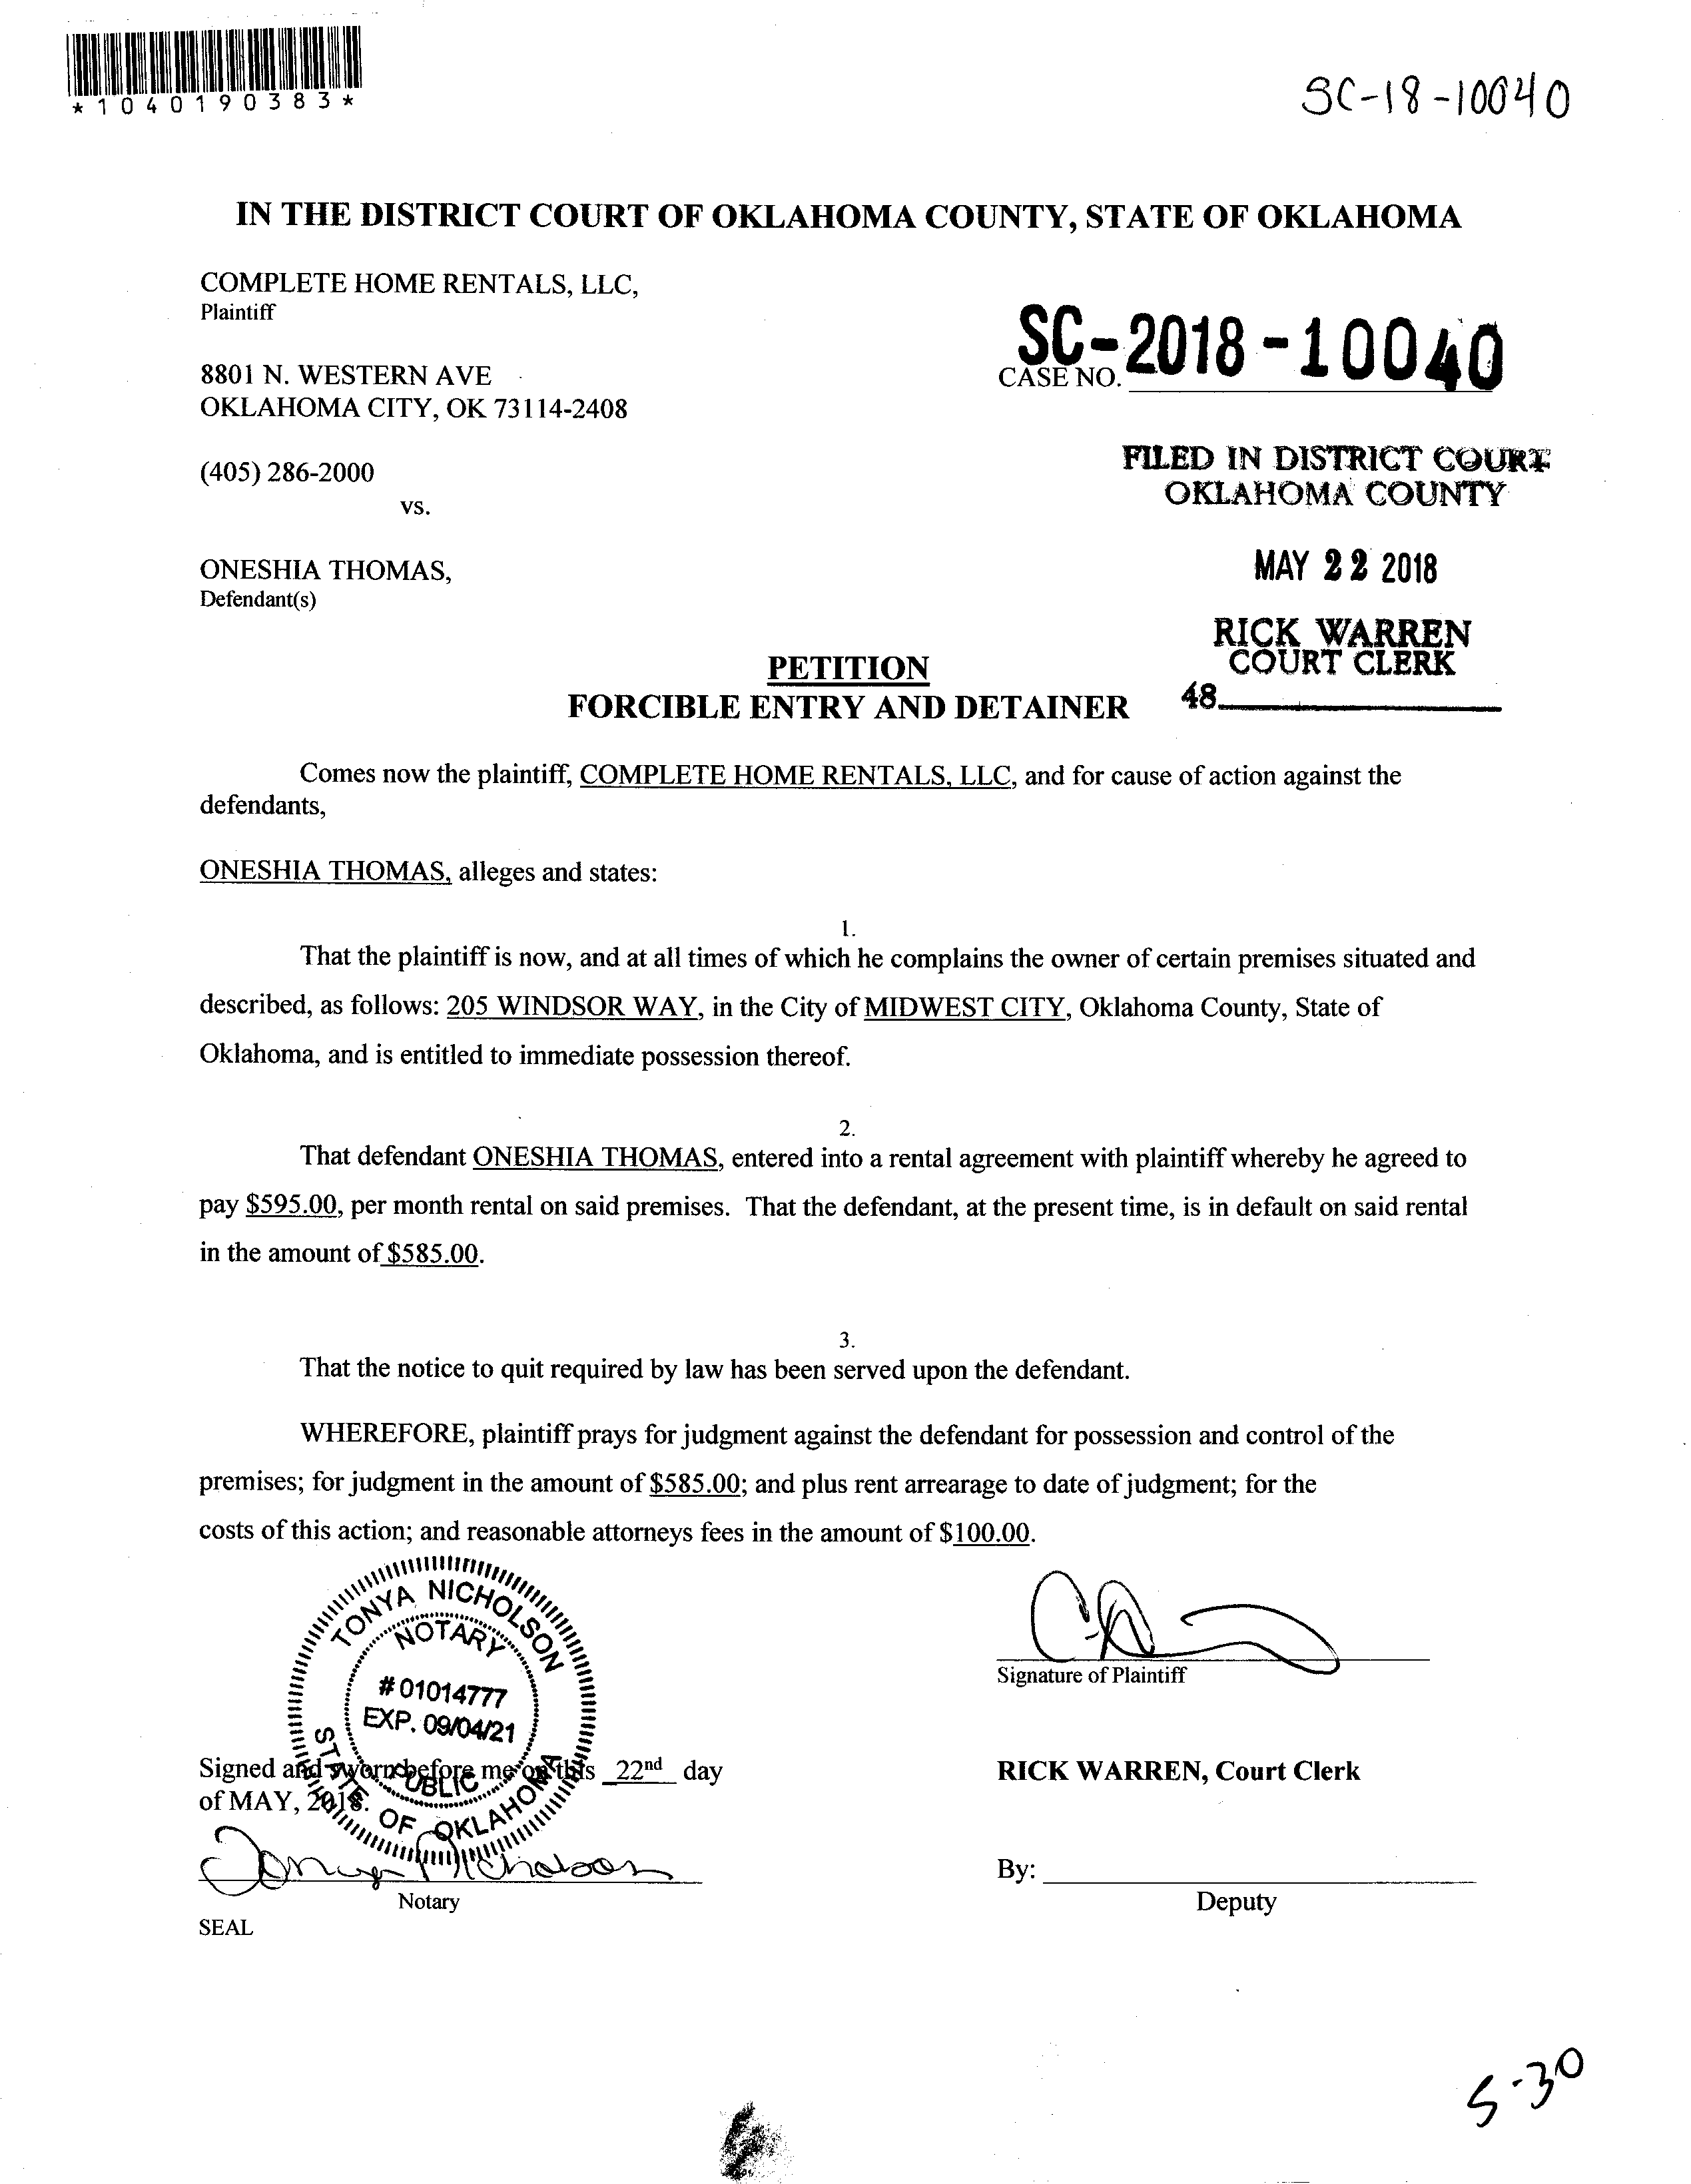 *1040190383*
SC-18-10040
IN THE DISTRICT COURT OF OKLAHOMA COUNTY, STATE OF OKLAHOMA
COMPLETE HOME RENTALS, LLC,
Plaintiff
8801 N. WESTERN AVE
OKLAHOMA CITY, OK 73114-2408
CASE NO. SC-2018-10040
(405) 286-2000
vs.
FILED IN DISTRICT COURT
OKLAHOMA COUNTY
MAY 22 2018
RICK WARREN
COURT CLERK
48
ONESHIA THOMAS,
Defendant(s)
PETITION
FORCIBLE ENTRY AND DETAINER
Comes now the plaintiff, COMPLETE HOME RENTALS, LLC, and for cause of action against the
defendants,
ONESHIA THOMAS, alleges and states:
1.
That the plaintiff is now, and at all times of which he complains the owner of certain premises situated and
described, as follows: 205 WINDSOR WAY, in the City of MIDWEST CITY, Oklahoma County, State of
Oklahoma, and is entitled to immediate possession thereof.
2.
That defendant ONESHIA THOMAS, entered into a rental agreement with plaintiff whereby he agreed to
pay $595.00, per month rental on said premises. That the defendant, at the present time, is in default on said rental
in the amount of $585.00.
3.
That the notice to quit required by law has been served upon the defendant.
WHEREFORE, plaintiff prays for judgment against the defendant for possession and control of the
premises; for judgment in the amount of $585.00; and plus rent arrearage to date of judgment; for the
costs of this action; and reasonable attorneys fees in the amount of $100.00.
TONYA NICHOLSON
NOTARY
#01014777
EXP. 09/04/21
PUBLIC
STATE OF OKLAHOMA
Signature of Plaintiff
Signed and sworn before me on this 22nd day
of MAY, 2018.
RICK WARREN, Court Clerk
Tonya Nicholson
Notary
SEAL
By:
Deputy
5-30